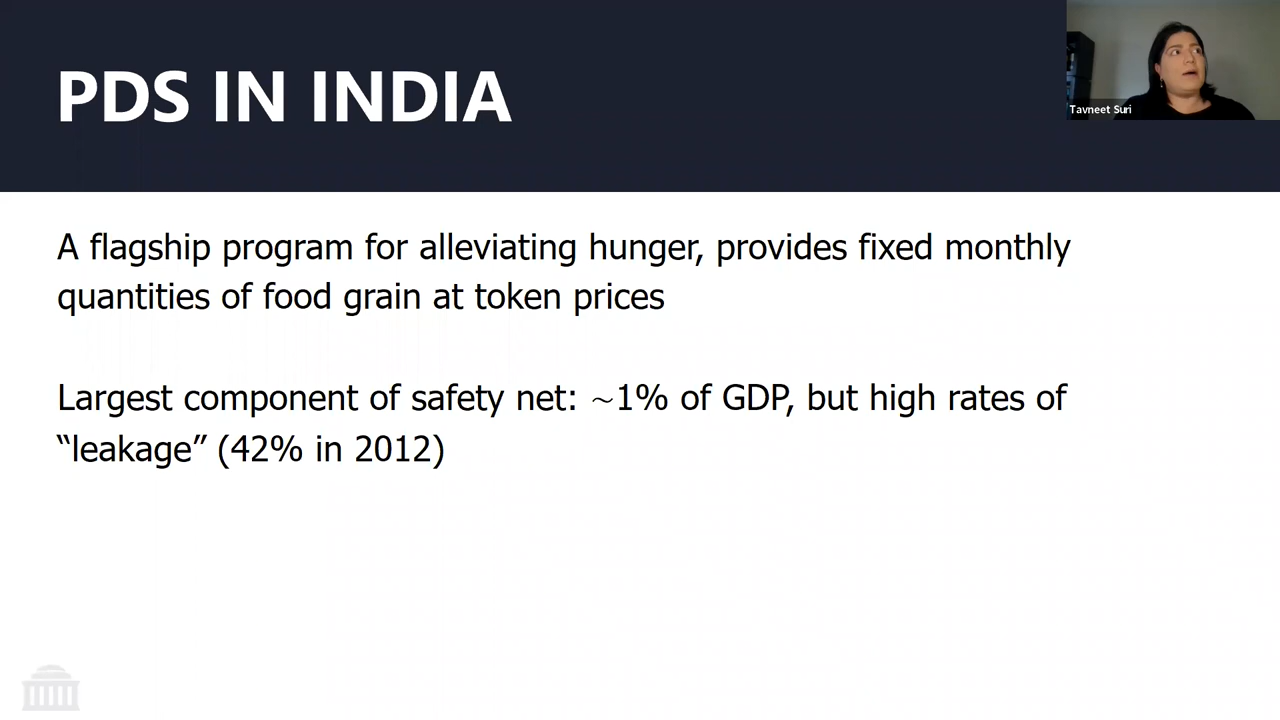 PDS IN INDIA
Tavneet Suri
A flagship program for alleviating hunger, provides fixed monthly
quantities of food grain at token prices
Largest component of safety net: ~1% of GDP, but high rates of
“leakage” (42% in 2012)